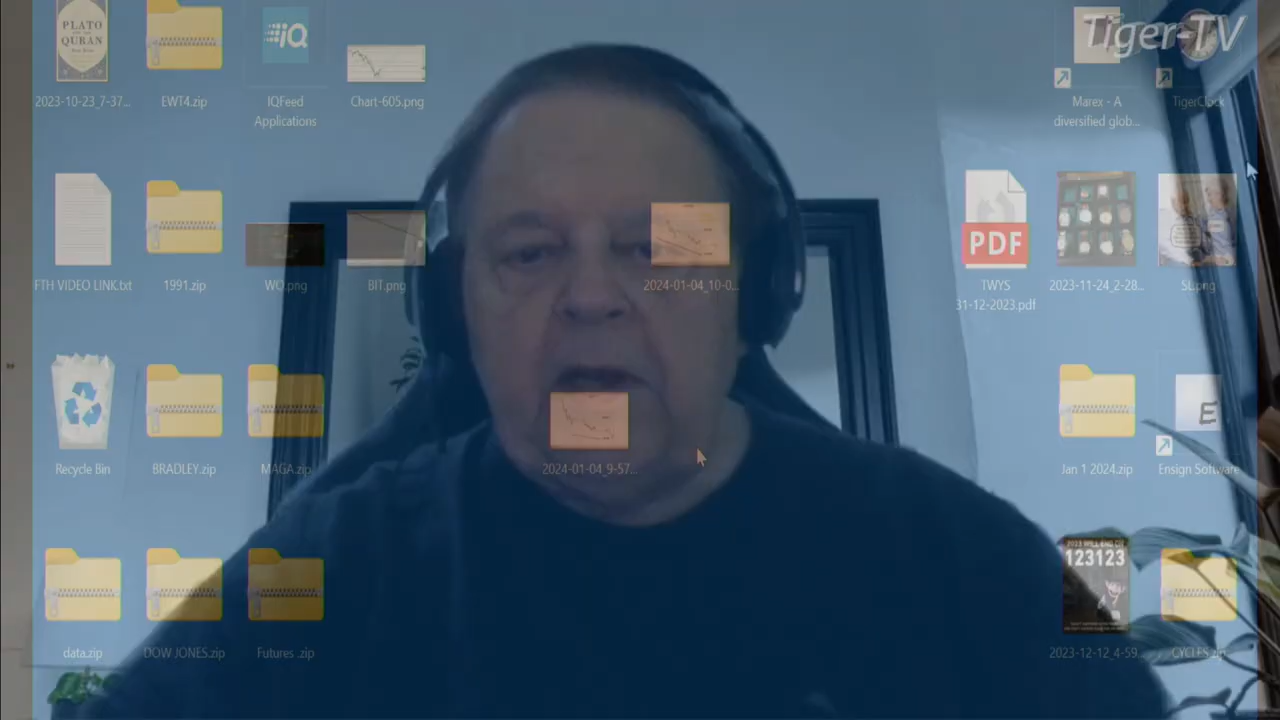 Tiger-TV
PLATO
QURAN
iQ
2023-10-23_7-37...
EWT4.zip
IQFeed
Applications
Chart-605.png
Marex - A
diversified glob...
TigerClock
FTH VIDEO LINK.txt
1991.zip
WO.png
BIT.png
2024-01-04_10-0...
PDF
TWYS
31-12-2023.pdf
2023-11-24_2-28...
SL.png
Recycle Bin
BRADLEY.zip
MAGA.zip
2024-01-04_9-57...
Jan 1 2024.zip
E
Ensign Software
2023 WILL END ON
123123
data.zip
DOW JONES.zip
Futures .zip
2023-12-12_4-59...
CYCLES.zip